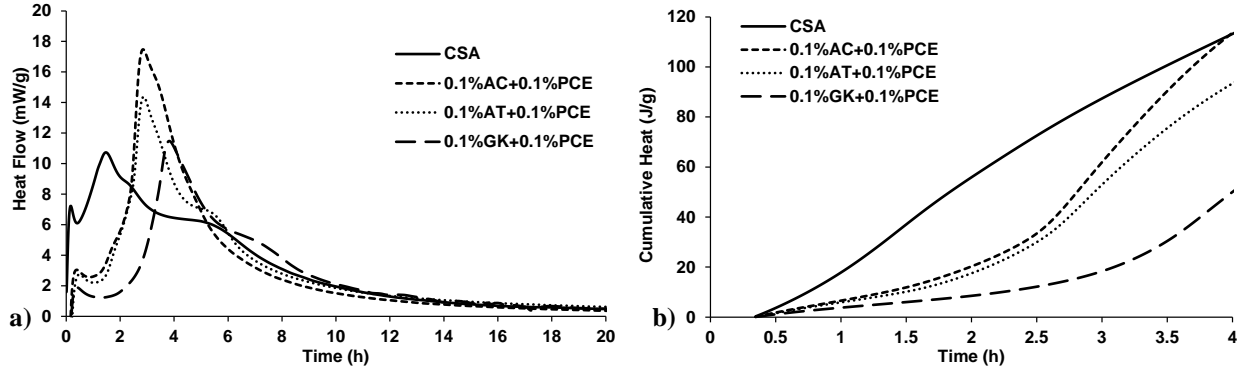 Heat Flow (mW/g)
20
18
16
14
12
10
8
6
4
2
0
CSA
0.1%AC+0.1%PCE
0.1%AT+0.1%PCE
0.1%GK+0.1%PCE
0 2 4 6 8 10 12 14 16 18 20
Time (h)
a)
Cumulative Heat (J/g)
120
100
80
60
40
20
0
CSA
0.1%AC+0.1%PCE
0.1%AT+0.1%PCE
0.1%GK+0.1%PCE
0 0.5 1 1.5 2 2.5 3 3.5 4
Time (h)
b)